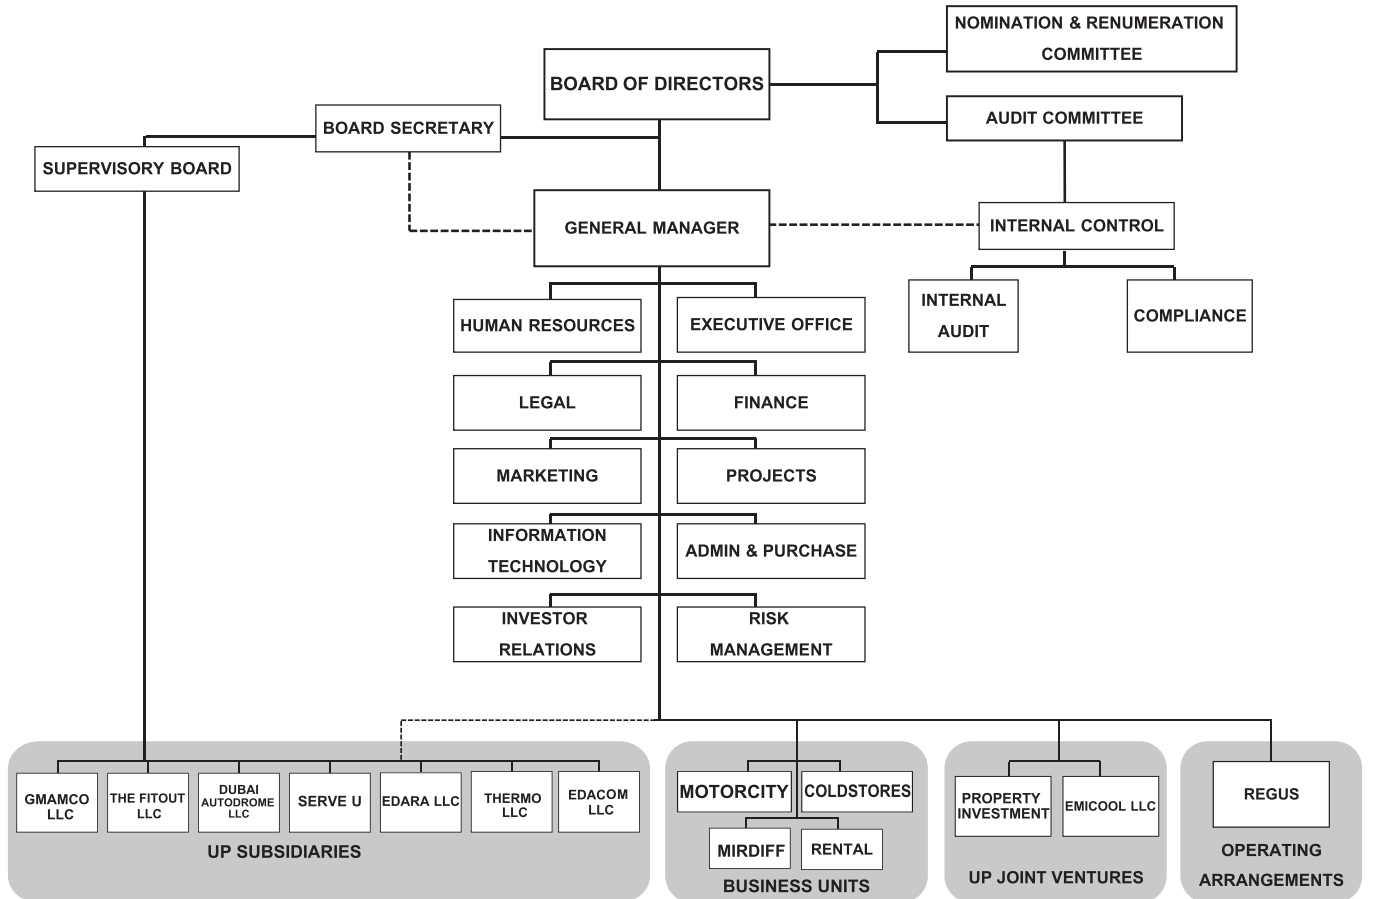 NOMINATION & RENUMERATION
COMMITTEE
BOARD OF DIRECTORS
AUDIT COMMITTEE
BOARD SECRETARY
SUPERVISORY BOARD
GENERAL MANAGER
INTERNAL CONTROL
INTERNAL
AUDIT
COMPLIANCE
HUMAN RESOURCES
EXECUTIVE OFFICE
LEGAL
FINANCE
MARKETING
PROJECTS
INFORMATION
TECHNOLOGY
ADMIN & PURCHASE
INVESTOR
RELATIONS
RISK
MANAGEMENT
GMAMCO
LLC
THE FITOUT
LLC
DUBAI
AUTODROME
LLC
SERVE U
EDARA LLC
THERMO
LLC
EDACOM
LLC
UP SUBSIDIARIES
MOTORCITY
COLDSTORES
MIRDIFF
RENTAL
BUSINESS UNITS
PROPERTY
INVESTMENT
EMICOOL LLC
UP JOINT VENTURES
REGUS
OPERATING
ARRANGEMENTS